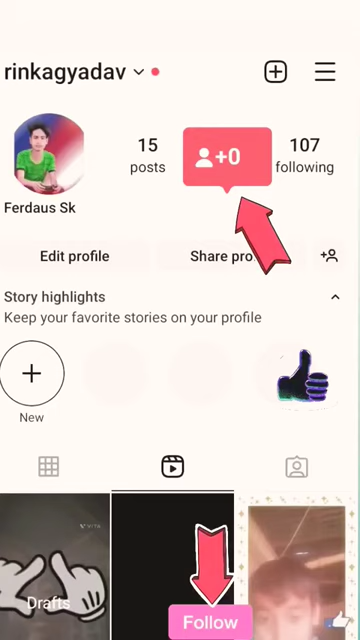 rinkagyadav
15
posts
+0
107
following
Ferdaus Sk
Edit profile
Share pro
Story highlights
Keep your favorite stories on your profile
New
VITA
Drafts
Follow